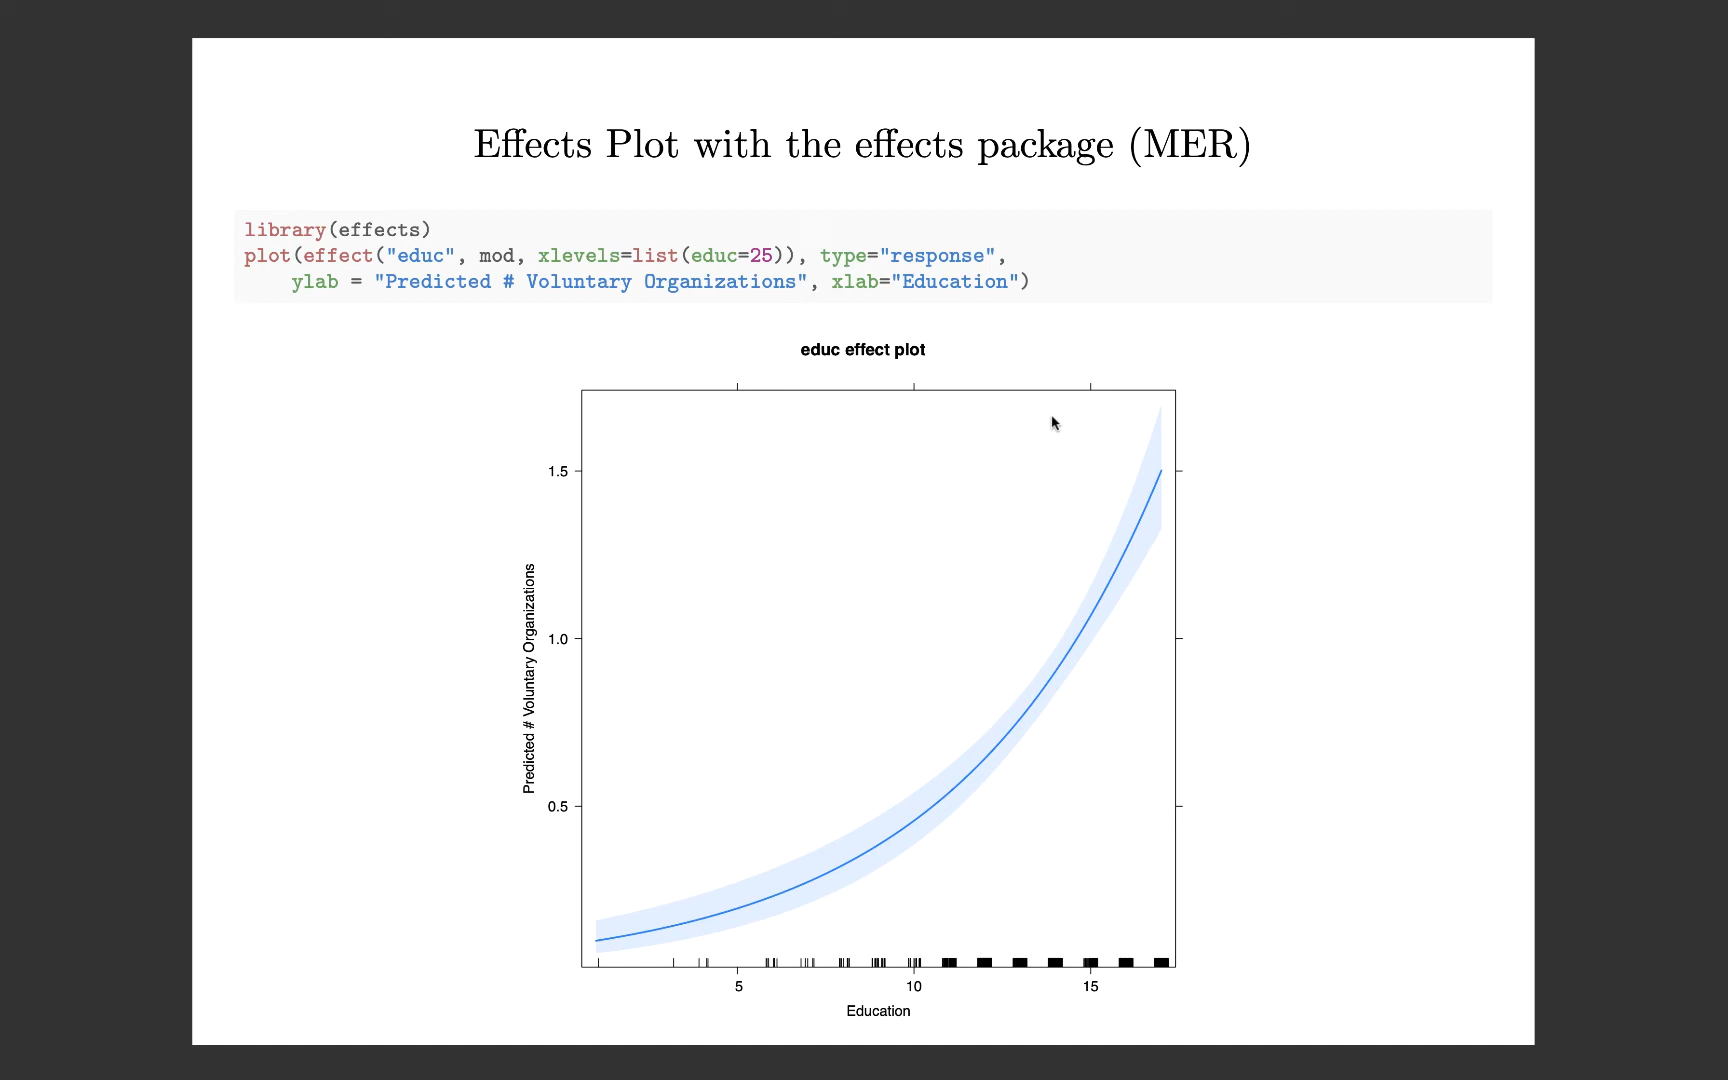 Effects Plot with the effects package (MER)
library(effects)
plot(effect("educ", mod, xlevels=list(educ=25)), type="response",
    ylab = "Predicted # Voluntary Organizations", xlab="Education")
educ effect plot
1.5
1.0
0.5
Predicted # Voluntary Organizations
5 10 15
Education